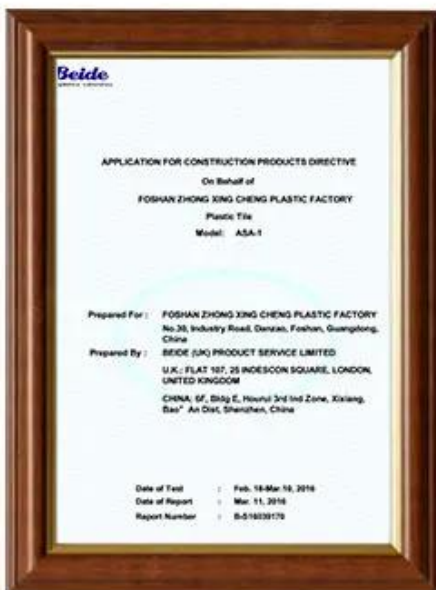 Beide
APPLICATION FOR CONSTRUCTION PRODUCTS DIRECTIVE
On Behalf of
FOSHAN ZHONG XING CHENG PLASTIC FACTORY
Plastic Tile
Model: ASA-1
Prepared For : FOSHAN ZHONG XING CHENG PLASTIC FACTORY
No.30, Industry Road, Danzao, Foshan, Guangdong,
China
Prepared By : BEIDE (UK) PRODUCT SERVICE LIMITED
U.K.: FLAT 107, 25 INDESCON SQUARE, LONDON,
UNITED KINGDOM
CHINA: 6F, Bldg E, Hourui 3rd Ind Zone, Xixiang,
Bao" An Dist, Shenzhen, China
Date of Test : Feb. 18-Mar.10, 2016
Date of Report : Mar. 11, 2016
Report Number :